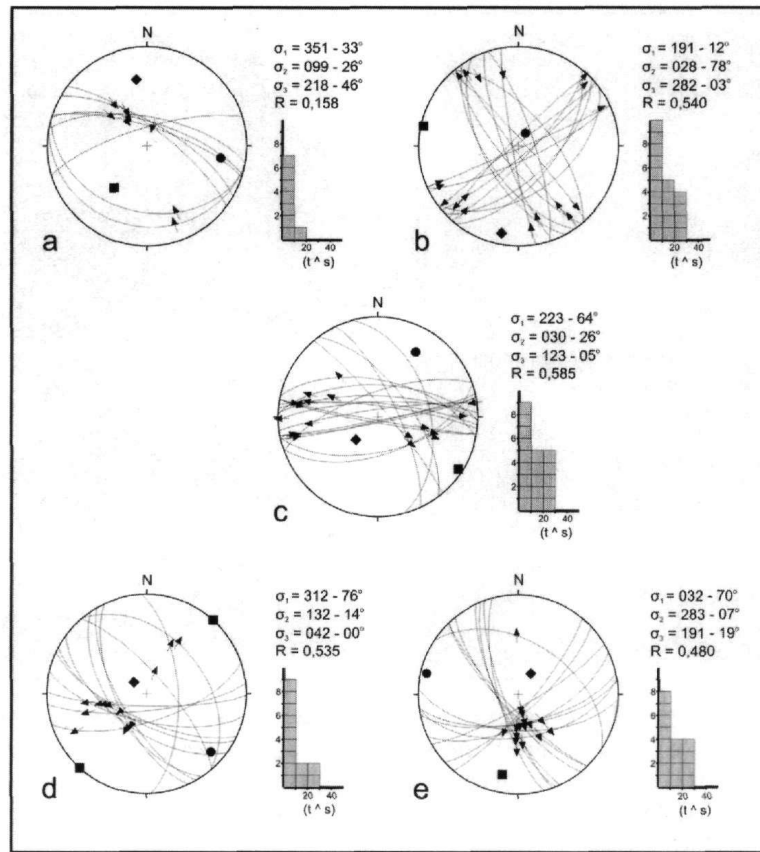 N
σ₁ = 351 - 33°
σ₂ = 099 - 26°
σ₃ = 218 - 46°
R = 0,158
8
6
4
2
20 40
(t ^ s)
a
N
σ₁ = 191 - 12°
σ₂ = 028 - 78°
σ₃ = 282 - 03°
R = 0,540
8
6
4
2
20 40
(t ^ s)
b
N
σ₁ = 223 - 64°
σ₂ = 030 - 26°
σ₃ = 123 - 05°
R = 0,585
8
6
4
2
20 40
(t ^ s)
c
N
σ₁ = 312 - 76°
σ₂ = 132 - 14°
σ₃ = 042 - 00°
R = 0,535
8
6
4
2
20 40
(t ^ s)
d
N
σ₁ = 032 - 70°
σ₂ = 283 - 07°
σ₃ = 191 - 19°
R = 0,480
8
6
4
2
20 40
(t ^ s)
e